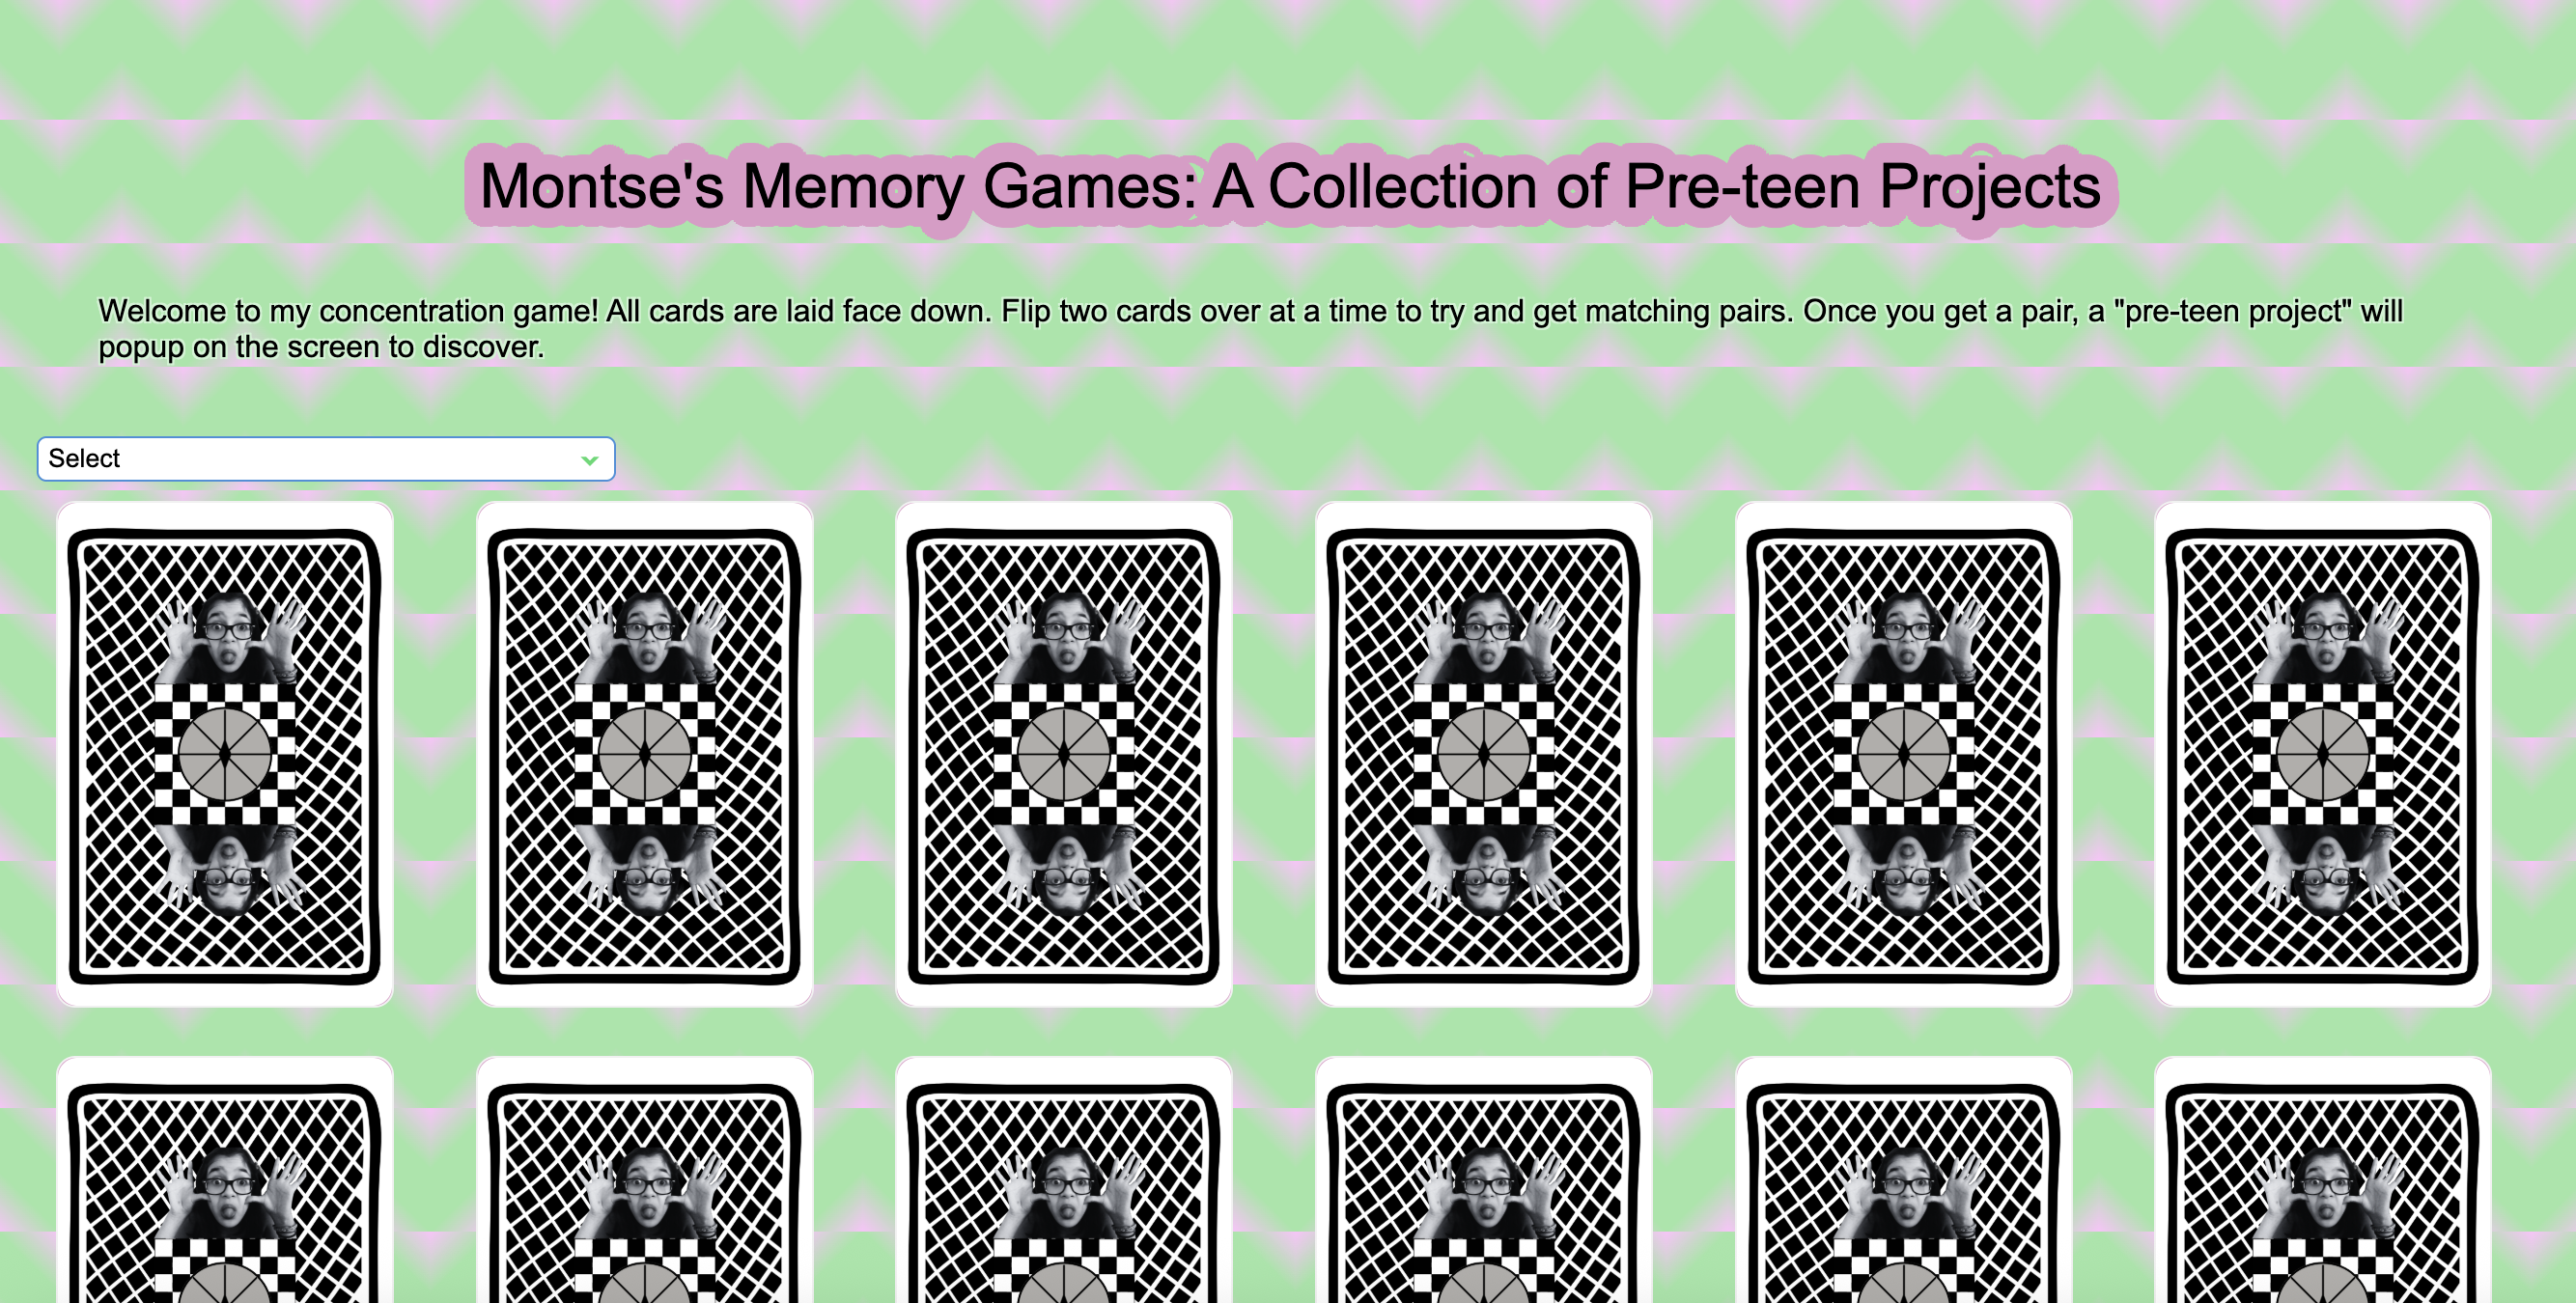 Montse's Memory Games: A Collection of Pre-teen Projects
Welcome to my concentration game! All cards are laid face down. Flip two cards over at a time to try and get matching pairs. Once you get a pair, a "pre-teen project" will
popup on the screen to discover.
Select